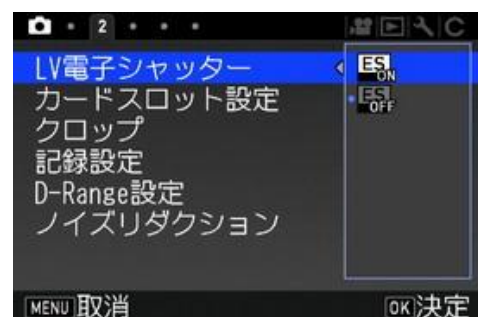 2
C
LV電子シャッター
ES ON
カードスロット設定
ES OFF
クロップ
記録設定
D-Range設定
ノイズリダクション
MENU 取消
OK 決定